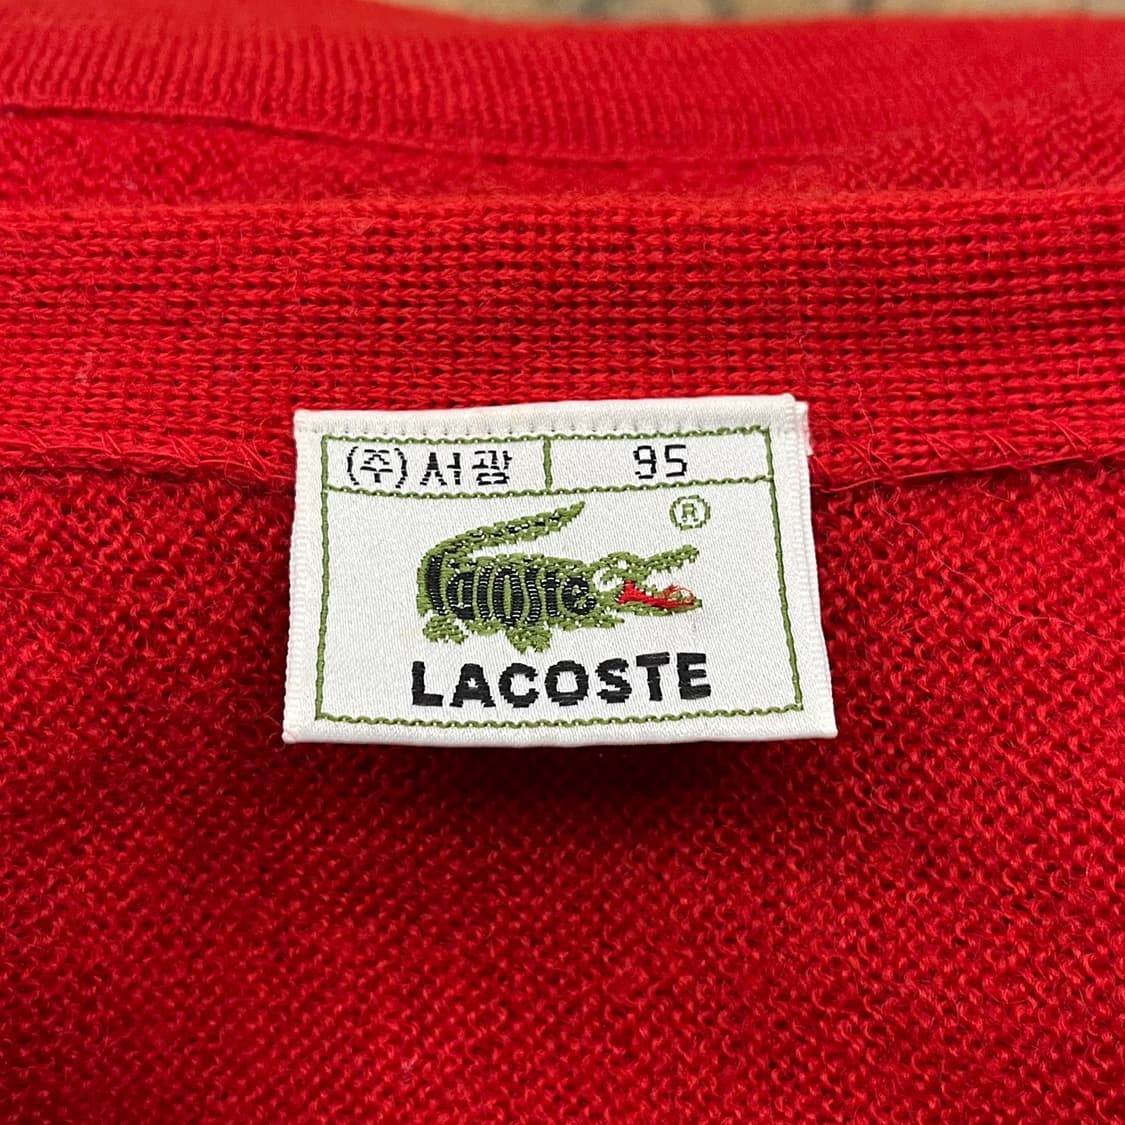 (주)서광 95
®
lacoste
LACOSTE